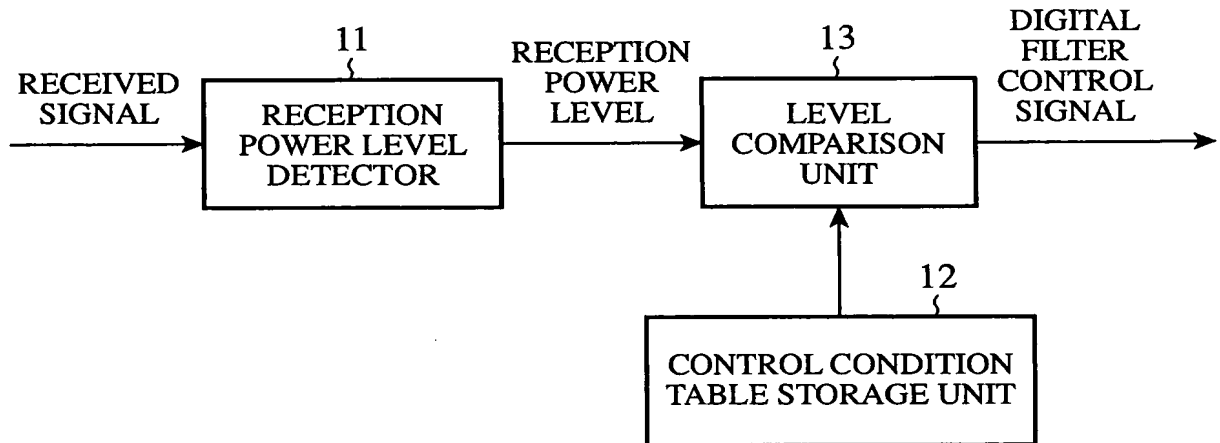 11
13
DIGITAL
FILTER
CONTROL
SIGNAL
RECEIVED
SIGNAL
RECEPTION
POWER
LEVEL
RECEPTION
POWER LEVEL
DETECTOR
LEVEL
COMPARISON
UNIT
12
CONTROL CONDITION
TABLE STORAGE UNIT